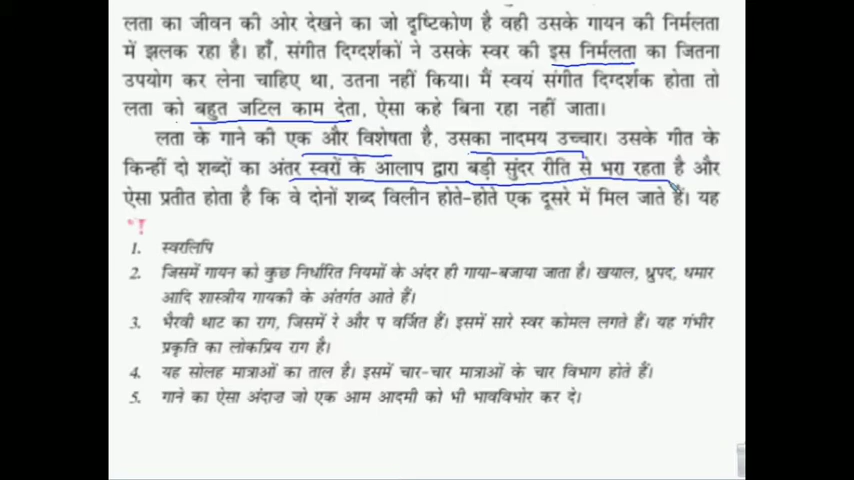 लता का जीवन की ओर देखने का जो दृष्टिकोण है वही उसके गायन की निर्मलता
में झलक रहा है। हाँ, संगीत दिग्दर्शकों ने उसके स्वर की इस निर्मलता का जितना
उपयोग कर लेना चाहिए था, उतना नहीं किया। मैं स्वयं संगीत दिग्दर्शक होता तो
लता को बहुत जटिल काम देता, ऐसा कहे बिना रहा नहीं जाता।
लता के गाने की एक और विशेषता है, उसका नादमय उच्चार। उसके गीत के
किन्हीं दो शब्दों का अंतर स्वरों के आलाप द्वारा बड़ी सुंदर रीति से भरा रहता है और
ऐसा प्रतीत होता है कि वे दोनों शब्द विलीन होते-होते एक दूसरे में मिल जाते हैं। यह
1. स्वरलिपि
2. जिसमें गायन को कुछ निर्धारित नियमों के अंदर ही गाया-बजाया जाता है। खयाल, ध्रुपद, धमार
आदि शास्त्रीय गायकी के अंतर्गत आते हैं।
3. भैरवी थाट का राग, जिसमें रे और प वर्जित हैं। इसमें सारे स्वर कोमल लगते हैं। यह गंभीर
प्रकृति का लोकप्रिय राग है।
4. यह सोलह मात्राओं का ताल है। इसमें चार-चार मात्राओं के चार विभाग होते हैं।
5. गाने का ऐसा अंदाज़ जो एक आम आदमी को भी भावविभोर कर दे।